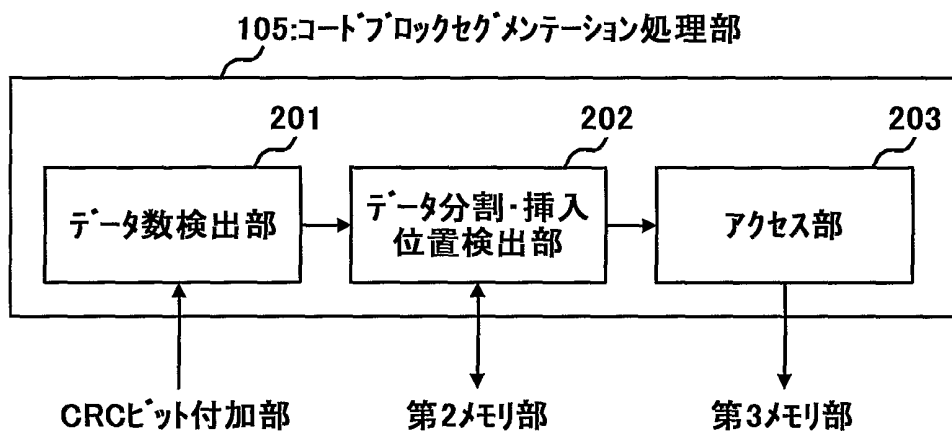 105:コードブロックセグメンテーション処理部
201
202
203
データ数検出部
データ分割・挿入
位置検出部
アクセス部
CRCビット付加部
第2メモリ部
第3メモリ部